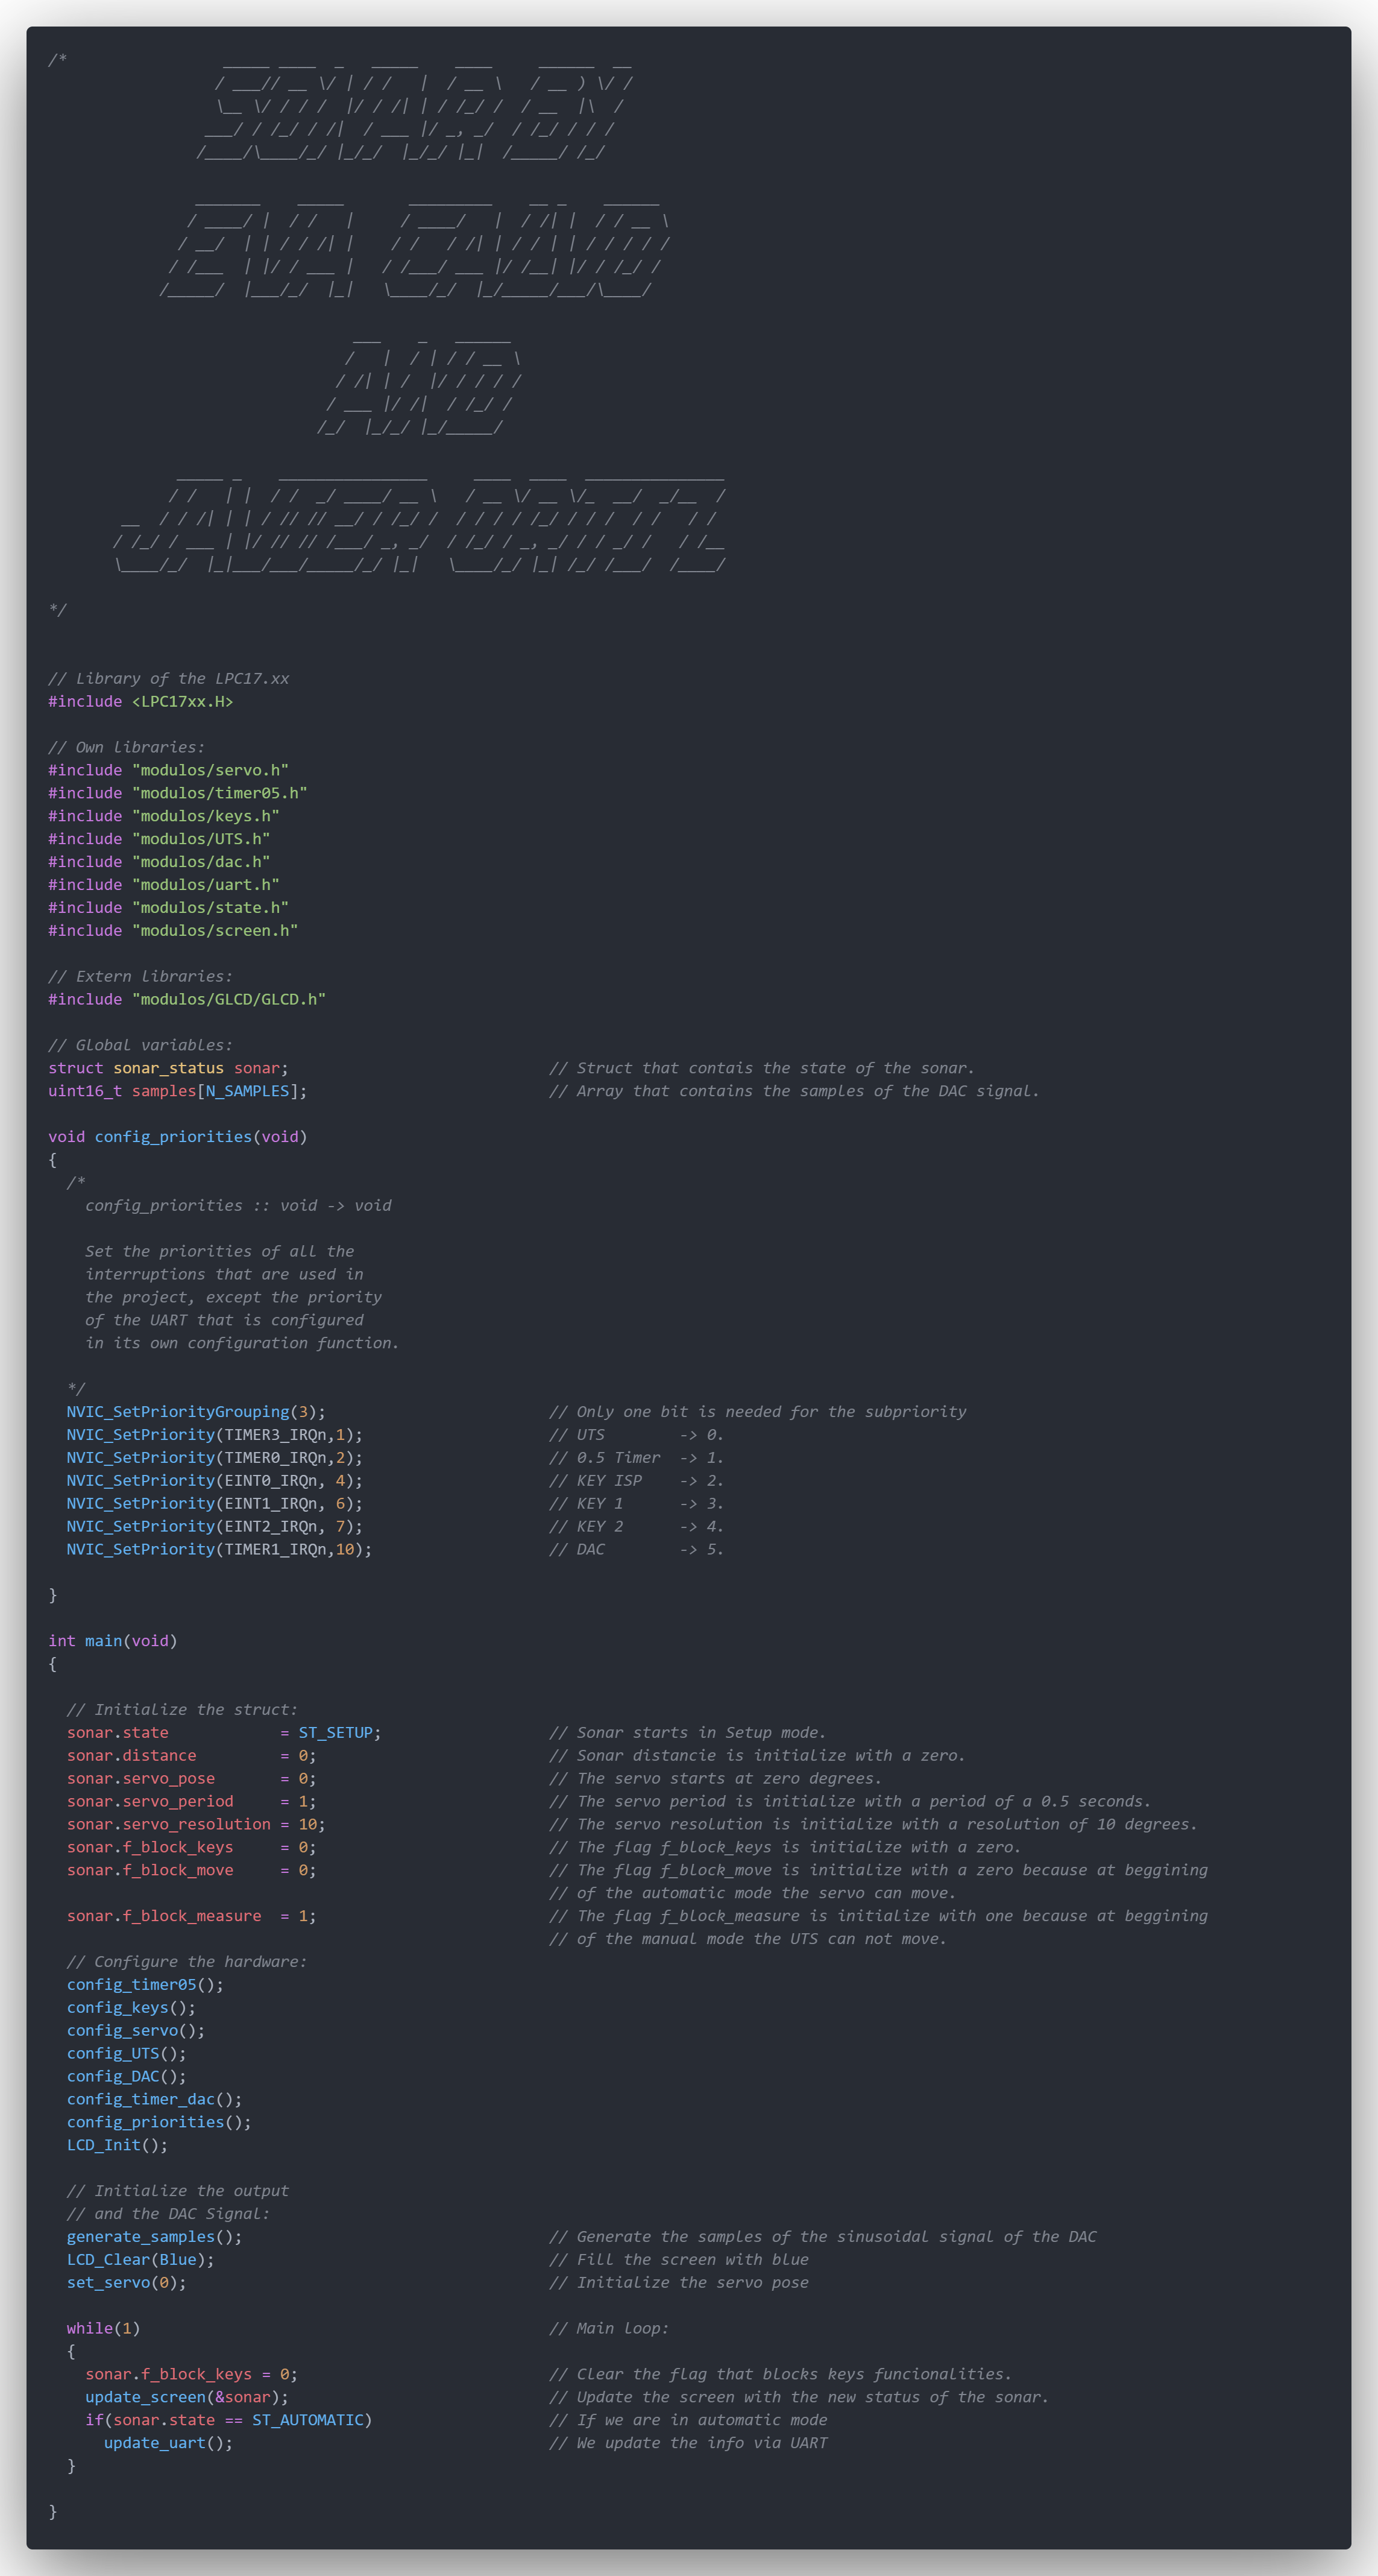 /*               _____ ____  _   _____    ____     ______  __
                  / ___// __ \/ | / /   |  / __ \   / __ ) \/ /
                  \__ \/ / / /  |/ / /| | / /_/ /  / __  |\  /
                 ___/ / /_/ / /|  / ___ |/ _, _/  / /_/ / / /
                /____/\____/_/ |_/_/  |_/_/ |_|  /_____/ /_/
                _______    _____       _________    __ _    ______
               / ____/ |  / /   |     / ____/   |  / /| |  / / __ \
              / __/  | | / / /| |    / /   / /| | / / | | / / / / /
             / /___  | |/ / ___ |   / /___/ ___ |/ /__| |/ / /_/ /
            /_____/  |___/_/  |_|   \____/_/  |_/_____/___/\____/
                                 ___    _   ______
                                /   |  / | / / __ \
                               / /| | /  |/ / / / /
                              / ___ |/ /|  / /_/ /
                             /_/  |_/_/ |_/_____/
              _____ _    ________________     ____  ____  _______________
             / /   | |  / /  _/ ____/ __ \   / __ \/ __ \/_  __/  _/__  /
        __  / / /| | | / // // __/ / /_/ /  / / / / /_/ / / /  / /   / /
       / /_/ / ___ | |/ // // /___/ _, _/  / /_/ / _, _/ / / _/ /   / /__
       \____/_/  |_|___/___/_____/_/ |_|   \____/_/ |_| /_/ /___/  /____/
*/
// Library of the LPC17.xx
#include <LPC17xx.H>
// Own libraries:
#include "modulos/servo.h"
#include "modulos/timer05.h"
#include "modulos/keys.h"
#include "modulos/UTS.h"
#include "modulos/dac.h"
#include "modulos/uart.h"
#include "modulos/state.h"
#include "modulos/screen.h"
// Extern libraries:
#include "modulos/GLCD/GLCD.h"
// Global variables:
struct sonar_status sonar;                            // Struct that contais the state of the sonar.
uint16_t samples[N_SAMPLES];                          // Array that contains the samples of the DAC signal.
void config_priorities(void)
{
  /*
    config_priorities :: void -> void
    Set the priorities of all the
    interruptions that are used in
    the project, except the priority
    of the UART that is configured
    in its own configuration function.
  */
  NVIC_SetPriorityGrouping(3);                        // Only one bit is needed for the subpriority
  NVIC_SetPriority(TIMER3_IRQn,1);                    // UTS        -> 0.
  NVIC_SetPriority(TIMER0_IRQn,2);                    // 0.5 Timer  -> 1.
  NVIC_SetPriority(EINT0_IRQn, 4);                    // KEY ISP    -> 2.
  NVIC_SetPriority(EINT1_IRQn, 6);                    // KEY 1      -> 3.
  NVIC_SetPriority(EINT2_IRQn, 7);                    // KEY 2      -> 4.
  NVIC_SetPriority(TIMER1_IRQn,10);                   // DAC        -> 5.
}
int main(void)
{
  // Initialize the struct:
  sonar.state            = ST_SETUP;                  // Sonar starts in Setup mode.
  sonar.distance         = 0;                         // Sonar distancie is initialize with a zero.
  sonar.servo_pose       = 0;                         // The servo starts at zero degrees.
  sonar.servo_period     = 1;                         // The servo period is initialize with a period of a 0.5 seconds.
  sonar.servo_resolution = 10;                        // The servo resolution is initialize with a resolution of 10 degrees.
  sonar.f_block_keys     = 0;                         // The flag f_block_keys is initialize with a zero.
  sonar.f_block_move     = 0;                         // The flag f_block_move is initialize with a zero because at beggining
                                                      // of the automatic mode the servo can move.
  sonar.f_block_measure  = 1;                         // The flag f_block_measure is initialize with one because at beggining
                                                      // of the manual mode the UTS can not move.
  // Configure the hardware:
  config_timer05();
  config_keys();
  config_servo();
  config_UTS();
  config_DAC();
  config_timer_dac();
  config_priorities();
  LCD_Init();
  // Initialize the output
  // and the DAC Signal:
  generate_samples();                                 // Generate the samples of the sinusoidal signal of the DAC
  LCD_Clear(Blue);                                    // Fill the screen with blue
  set_servo(0);                                       // Initialize the servo pose
  while(1)                                            // Main loop:
  {
    sonar.f_block_keys = 0;                           // Clear the flag that blocks keys funcionalities.
    update_screen(&sonar);                            // Update the screen with the new status of the sonar.
    if(sonar.state == ST_AUTOMATIC)                   // If we are in automatic mode
      update_uart();                                  // We update the info via UART
  }
}